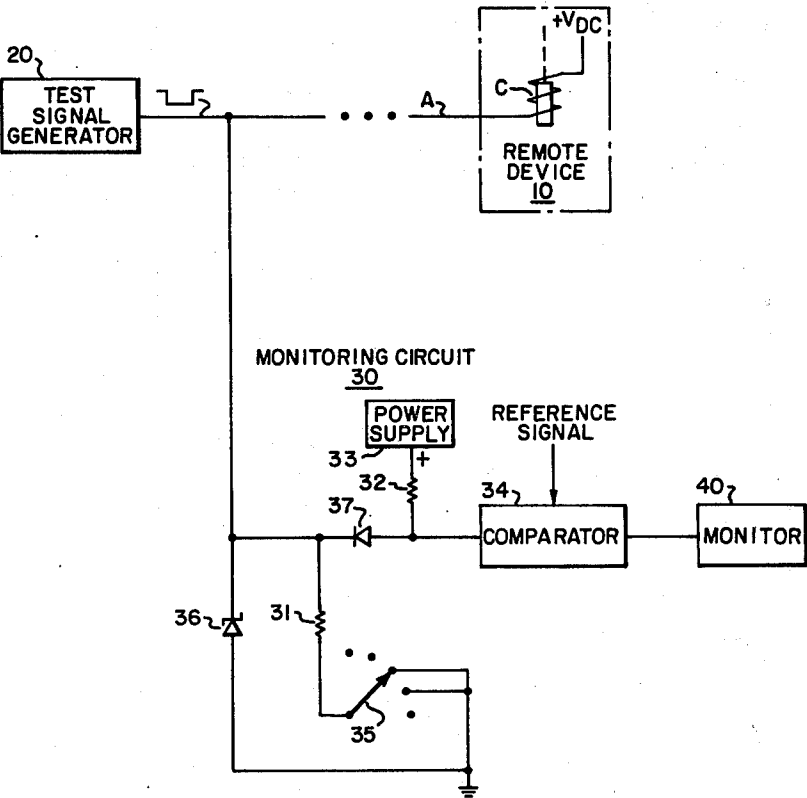 +VDC
20
TEST
SIGNAL
GENERATOR
A
C
REMOTE
DEVICE
10
MONITORING CIRCUIT
30
POWER
SUPPLY
33
+
REFERENCE
SIGNAL
32
37
34
40
COMPARATOR
MONITOR
36
31
35